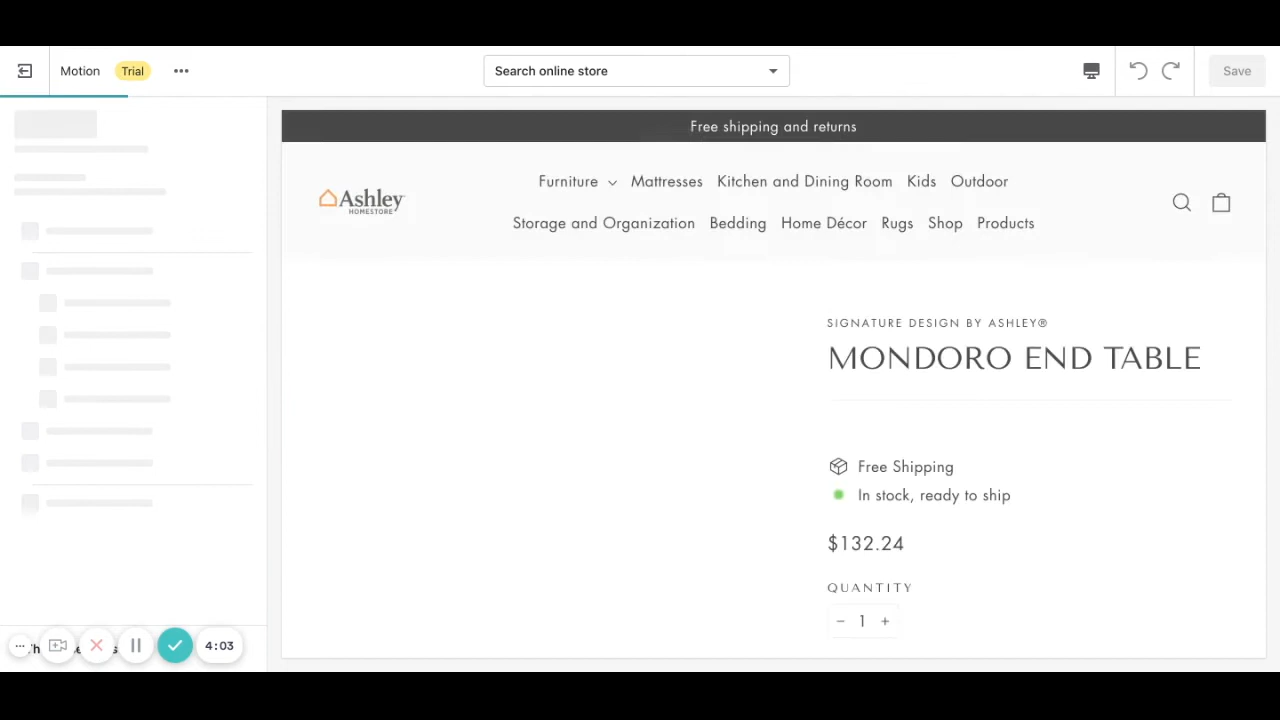 Motion Trial
Search online store
Save
Free shipping and returns
Ashley
HOMESTORE
Furniture Mattresses Kitchen and Dining Room Kids Outdoor
Storage and Organization Bedding Home Décor Rugs Shop Products
SIGNATURE DESIGN BY ASHLEY®
MONDORO END TABLE
Free Shipping
In stock, ready to ship
$132.24
QUANTITY
− 1 +
4:03